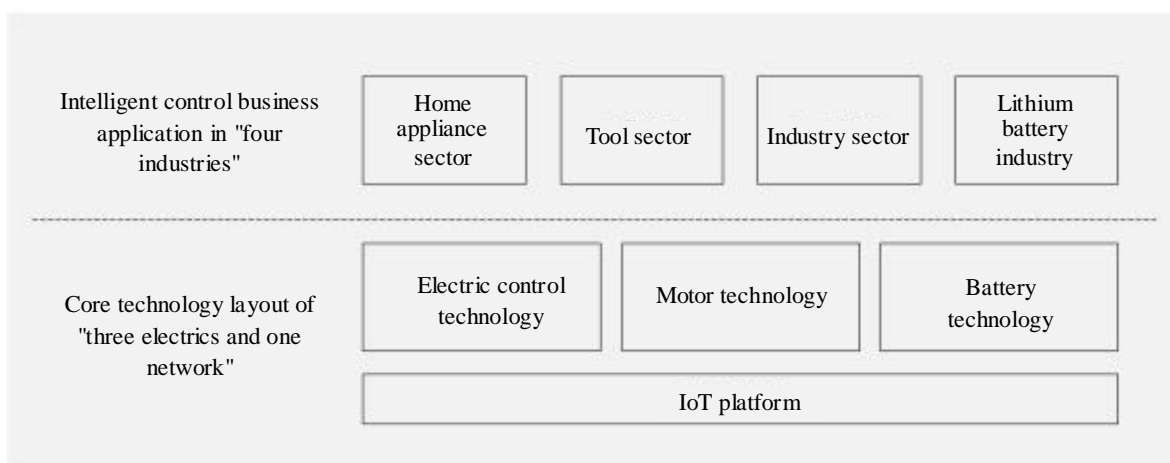 Intelligent control business
application in "four
industries"
Home
appliance
sector
Tool sector
Industry sector
Lithium
battery
industry
Core technology layout of
"three electrics and one
network"
Electric control
technology
Motor technology
Battery
technology
IoT platform